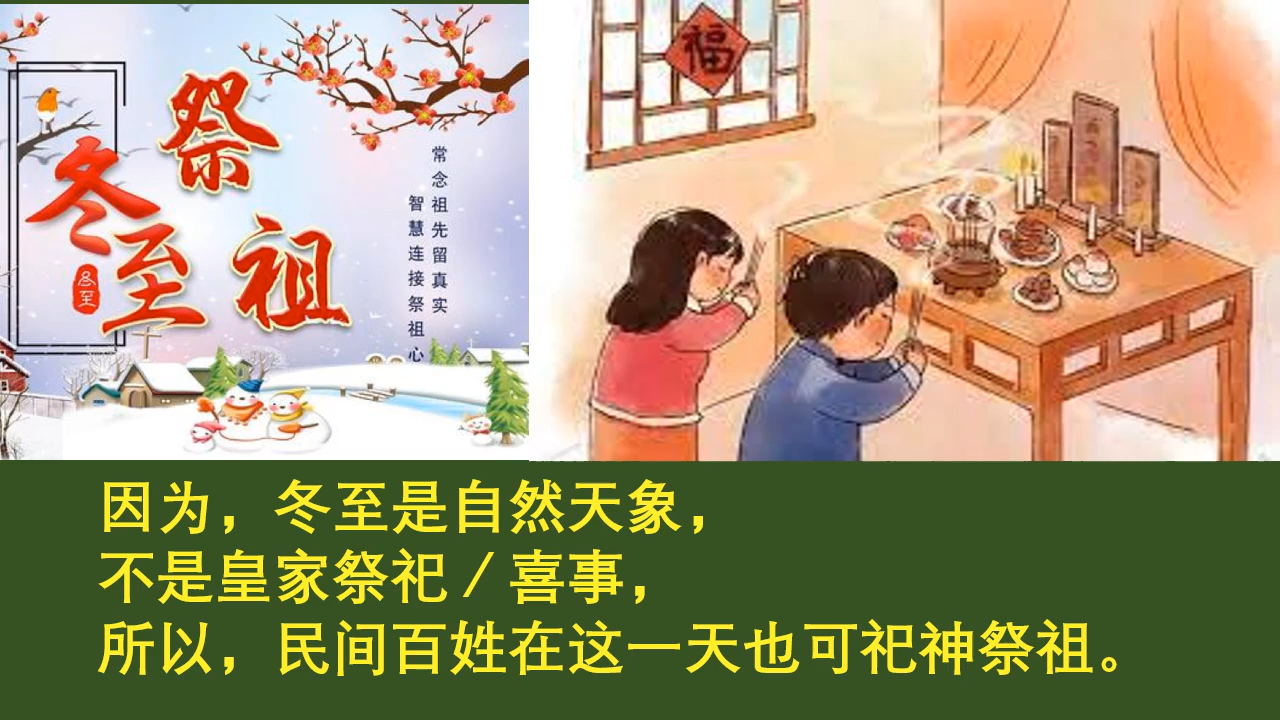 祭
冬至
祖
冬至
常念祖先留真实
智慧连接祭祖心
福
因为，冬至是自然天象，
不是皇家祭祀／喜事，
所以，民间百姓在这一天也可祀神祭祖。